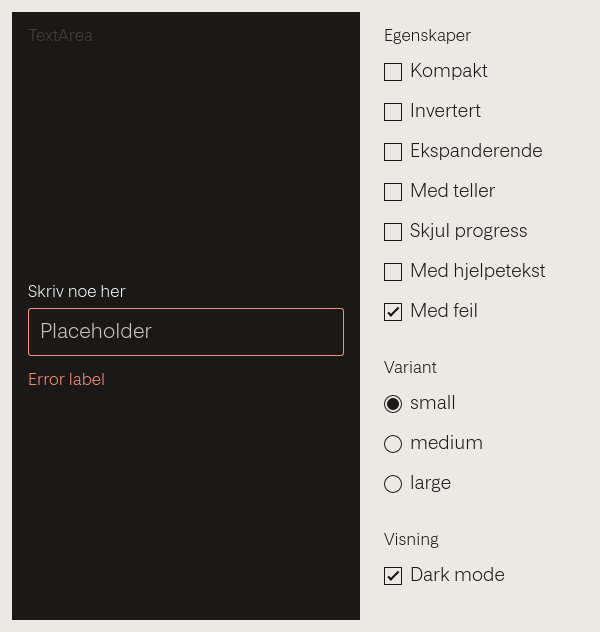 TextArea
Skriv noe her
Placeholder
Error label
Egenskaper
Kompakt
Invertert
Ekspanderende
Med teller
Skjul progress
Med hjelpetekst
Med feil
Variant
small
medium
large
Visning
Dark mode